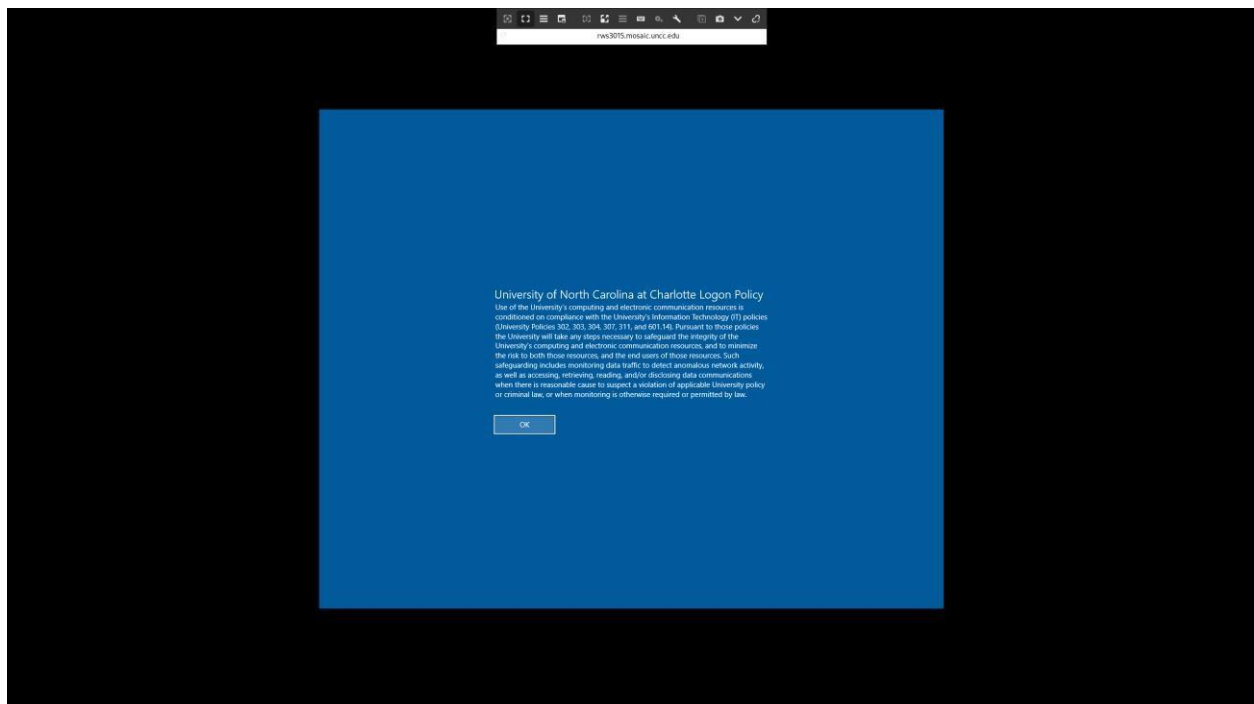 rws3015.mosaic.uncc.edu
University of North Carolina at Charlotte Logon Policy
Use of the University's computing and electronic communication resources is
conditioned on compliance with the University's Information Technology (IT) policies
(University Policies 302, 303, 304, 307, 311, and 601.14). Pursuant to those policies
the University will take any steps necessary to safeguard the integrity of the
University's computing and electronic communication resources, and to minimize
the risk to both those resources, and the end users of those resources. Such
safeguarding includes monitoring data traffic to detect anomalous network activity,
as well as accessing, retrieving, reading, and/or disclosing data communications
when there is reasonable cause to suspect a violation of applicable University policy
or criminal law, or when monitoring is otherwise required or permitted by law.
OK